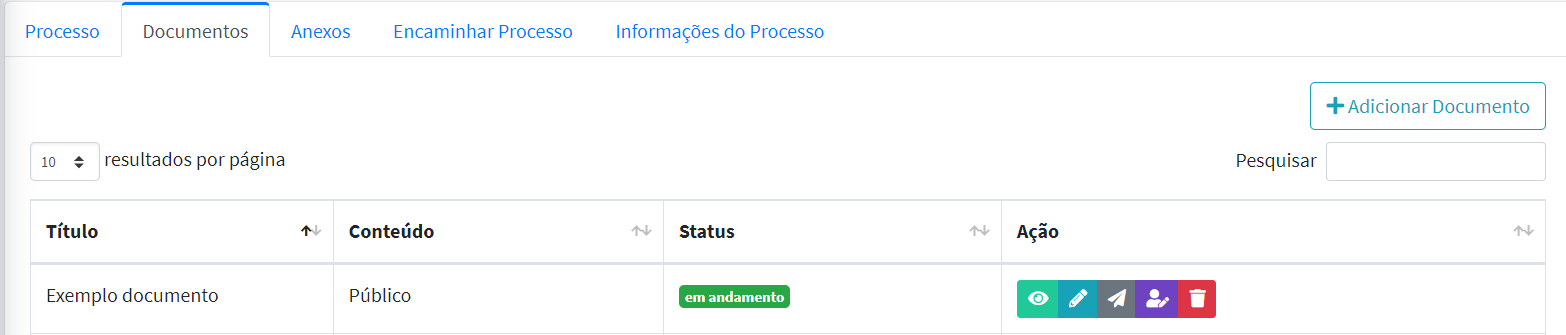 Processo Documentos Anexos Encaminhar Processo Informações do Processo
Adicionar Documento
10 resultados por página Pesquisar
Título Conteúdo Status Ação
Exemplo documento Público em andamento